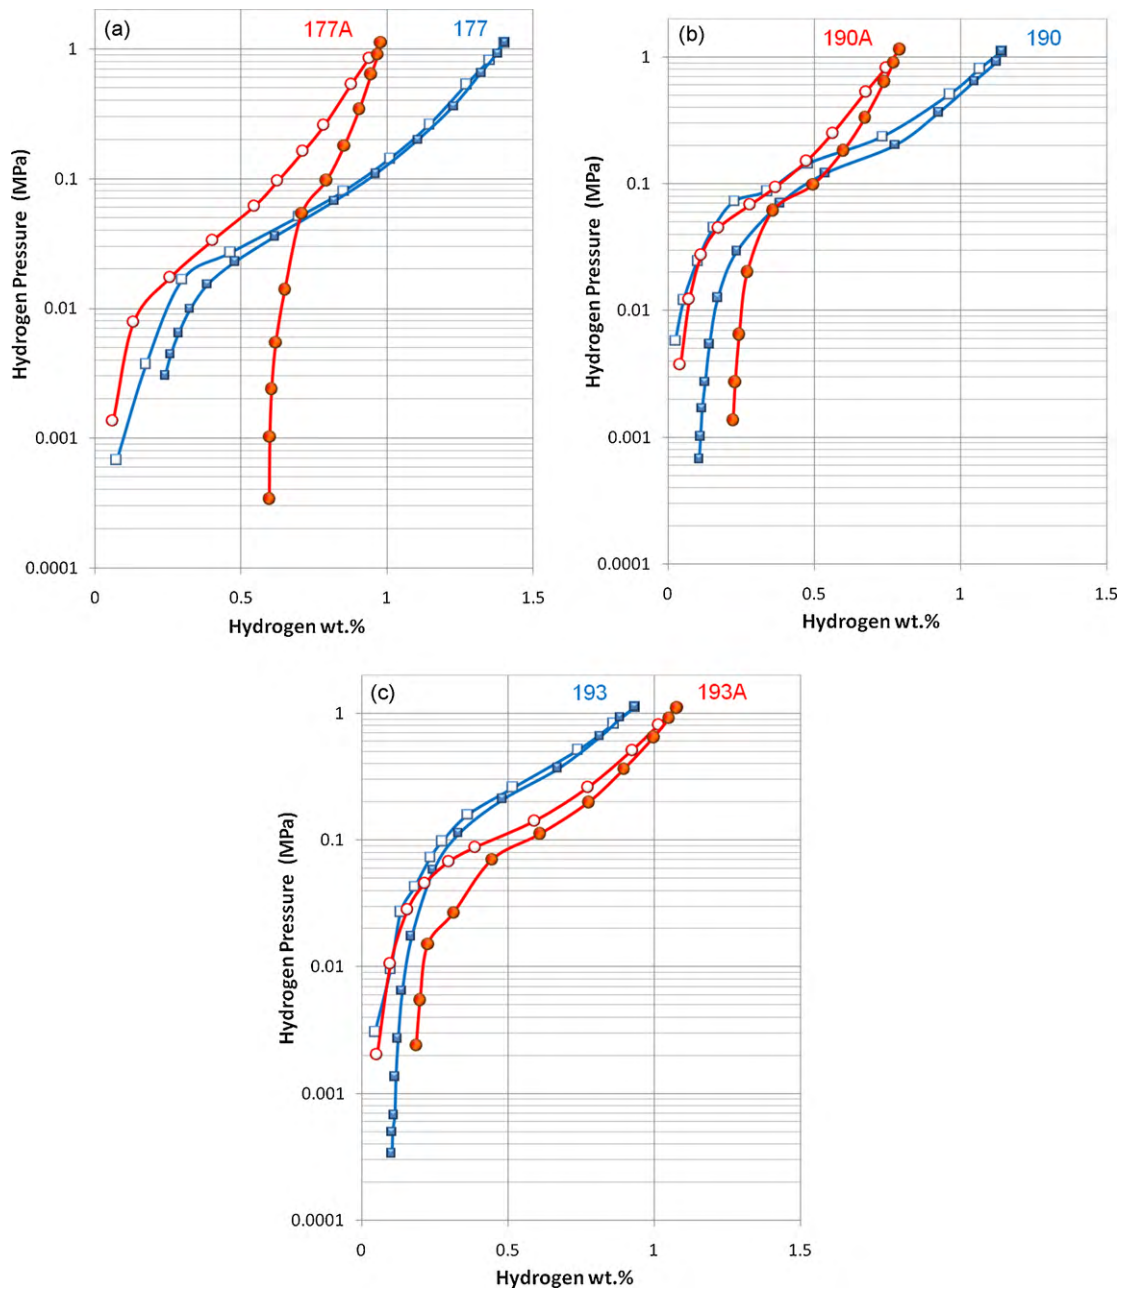 (a)
177A
177
1
0.1
0.01
0.001
0.0001
Hydrogen Pressure (MPa)
0
0.5
1
1.5
Hydrogen wt.%
(b)
190A
190
1
0.1
0.01
0.001
0.0001
Hydrogen Pressure (MPa)
0
0.5
1
1.5
Hydrogen wt.%
(c)
193
193A
1
0.1
0.01
0.001
0.0001
Hydrogen Pressure (MPa)
0
0.5
1
1.5
Hydrogen wt.%